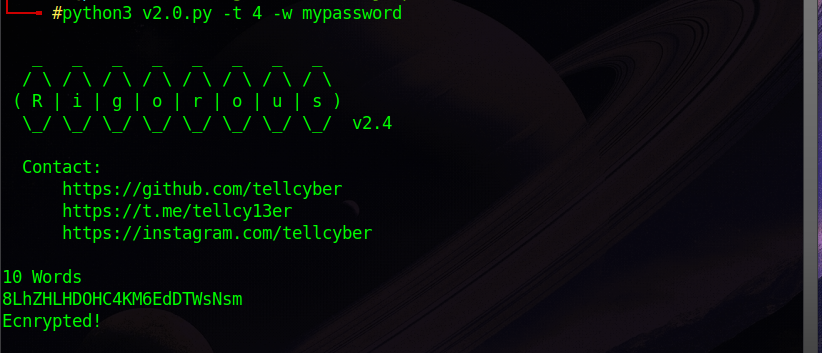 #python3 v2.0.py -t 4 -w mypassword
( R | i | g | o | r | o | u | s )
v2.4
Contact:
https://github.com/tellcyber
https://t.me/tellcy13er
https://instagram.com/tellcyber
10 Words
8LhZHLHDOHC4KM6EdDTWsNsm
Ecnrypted!